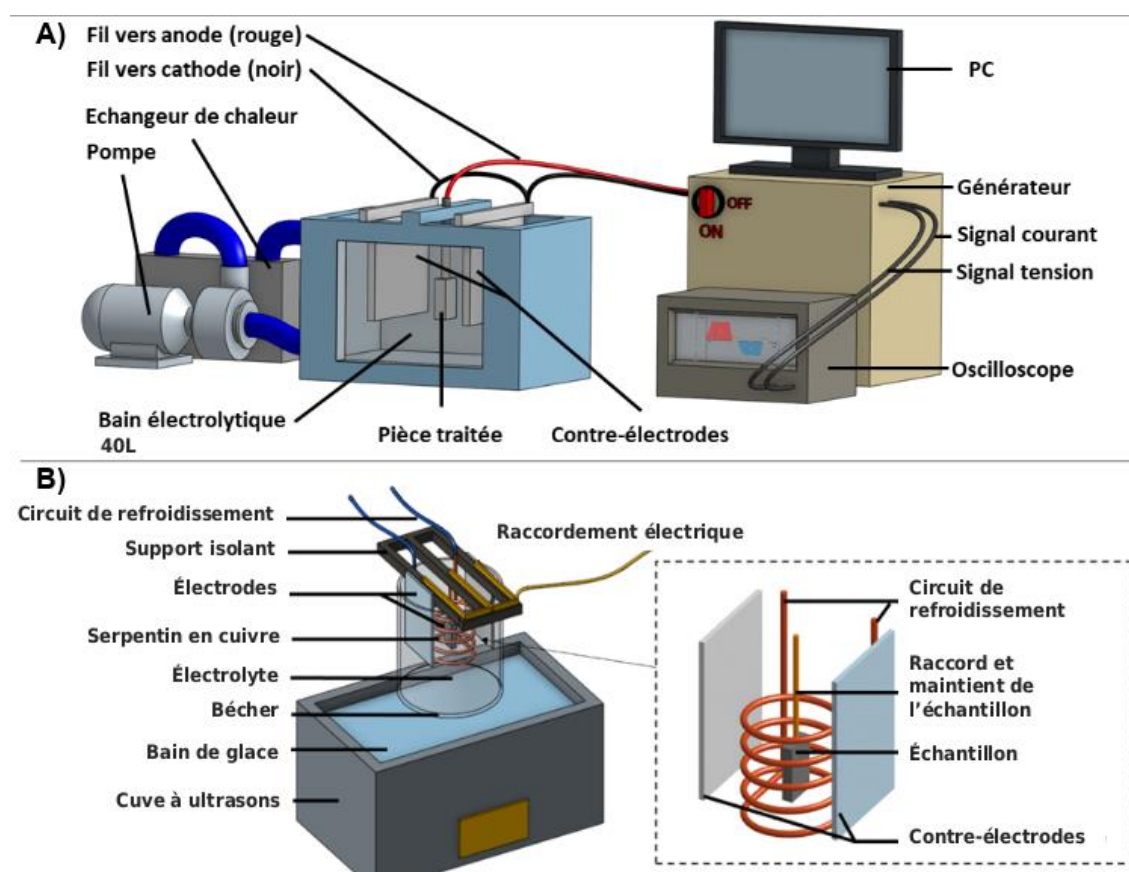 A)
Fil vers anode (rouge)
Fil vers cathode (noir)
Echangeur de chaleur
Pompe
PC
Générateur
OFF
ON
Signal courant
Signal tension
Oscilloscope
Bain électrolytique
40L
Pièce traitée
Contre-électrodes
B)
Circuit de refroidissement
Support isolant
Électrodes
Serpentin en cuivre
Électrolyte
Bécher
Bain de glace
Cuve à ultrasons
Raccordement électrique
Circuit de
refroidissement
Raccord et
maintient de
l'échantillon
Échantillon
Contre-électrodes